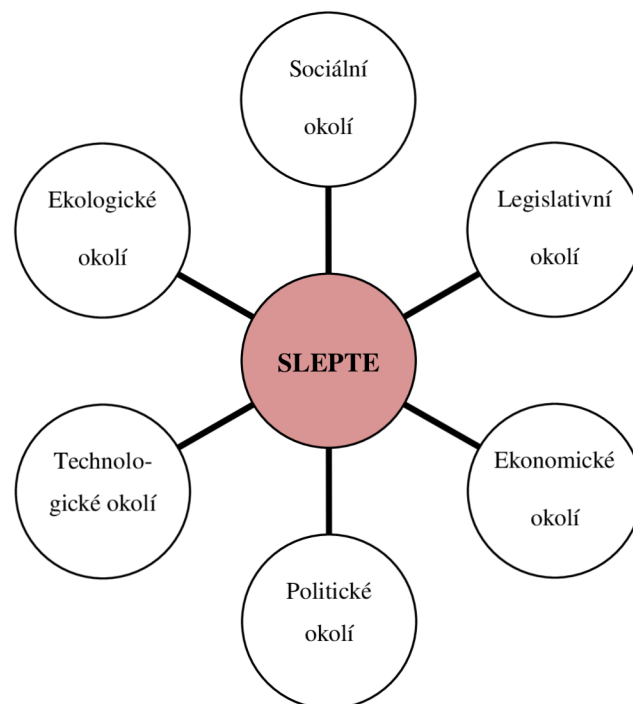 Sociální
okolí
Ekologické
okolí
Legislativní
okolí
SLEPTE
Technolo-
gické okolí
Ekonomické
okolí
Politické
okolí